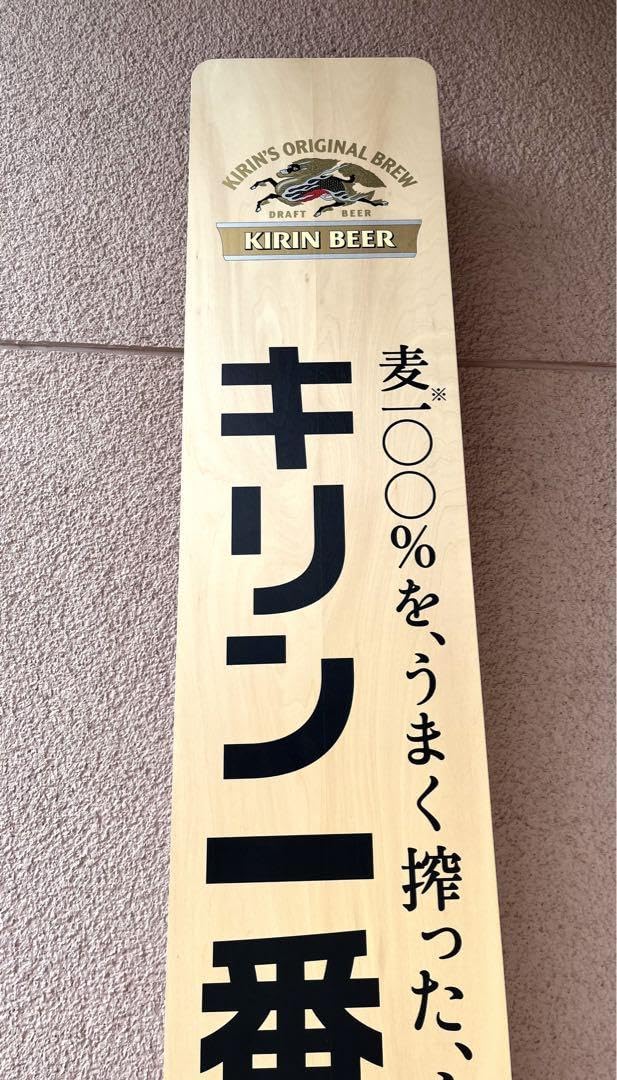 KIRIN'S ORIGINAL BREW
DRAFT BEER
KIRIN BEER
麦一〇〇%※を、うまく搾った、
キリン一番